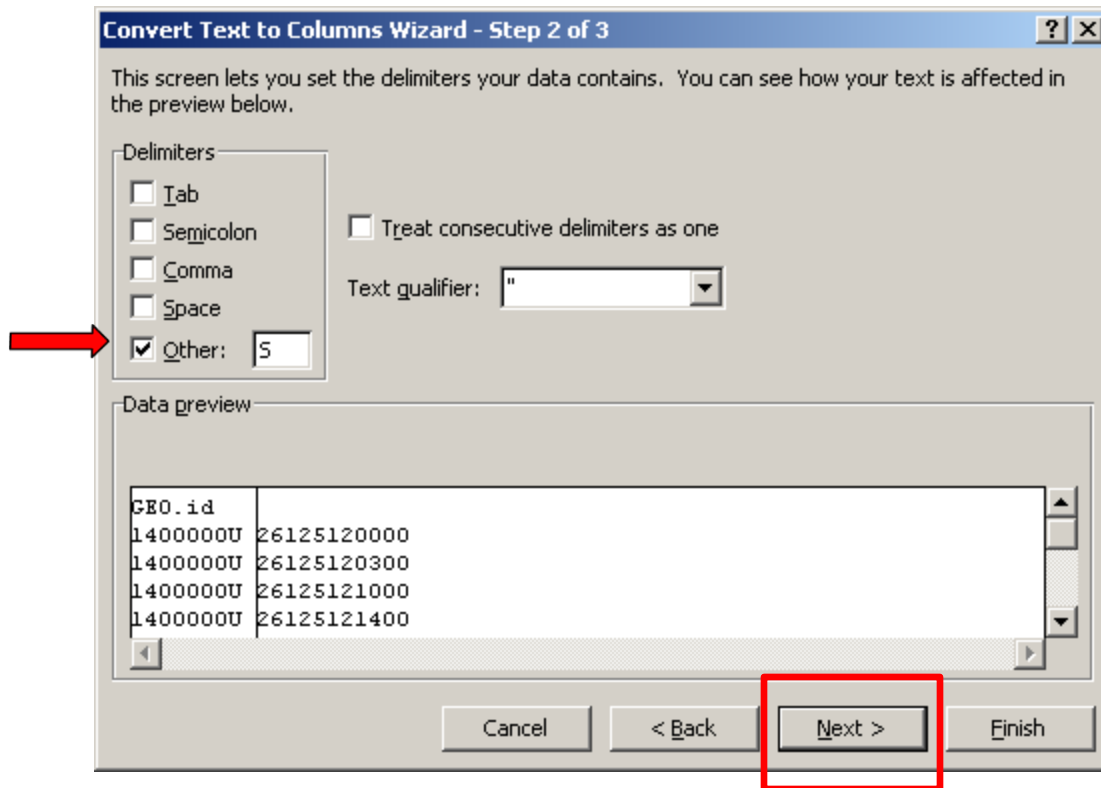 Convert Text to Columns Wizard - Step 2 of 3
This screen lets you set the delimiters your data contains.  You can see how your text is affected in
the preview below.
Delimiters
Tab
Semicolon
Comma
Space
Other: S
Treat consecutive delimiters as one
Text qualifier: "
Data preview
GEO.id
1400000U 26125120000
1400000U 26125120300
1400000U 26125121000
1400000U 26125121400
Cancel
< Back
Next >
Finish